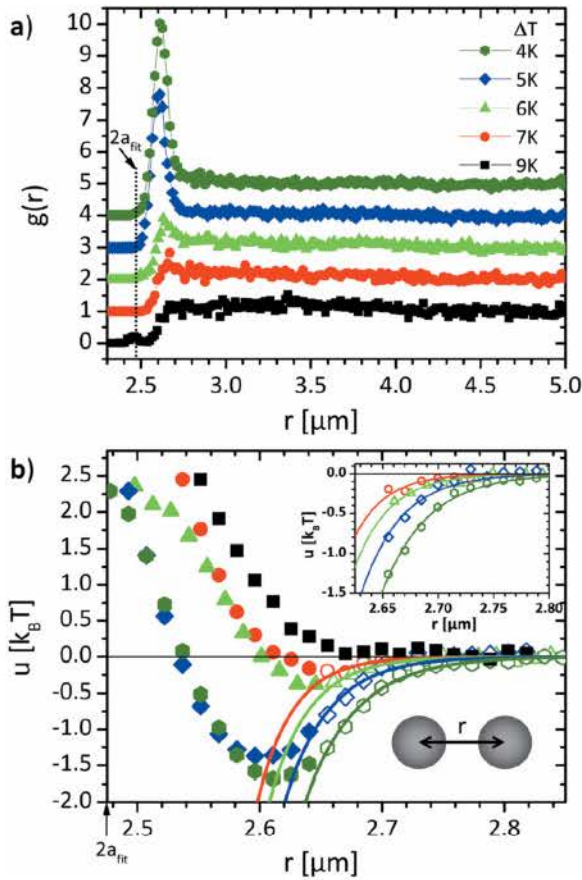 a)
10
9
8
7
6
5
4
3
2
1
0
g(r)
2a_fit
ΔT
4K
5K
6K
7K
9K
2.5 3.0 3.5 4.0 4.5 5.0
r [μm]
b)
2.5
2.0
1.5
1.0
0.5
0.0
-0.5
-1.0
-1.5
-2.0
u [k_BT]
0.0
-0.5
-1.0
-1.5
u [k_BT]
2.65 2.70 2.75 2.80
r [μm]
r
2.5 2.6 2.7 2.8
2a_fit
r [μm]